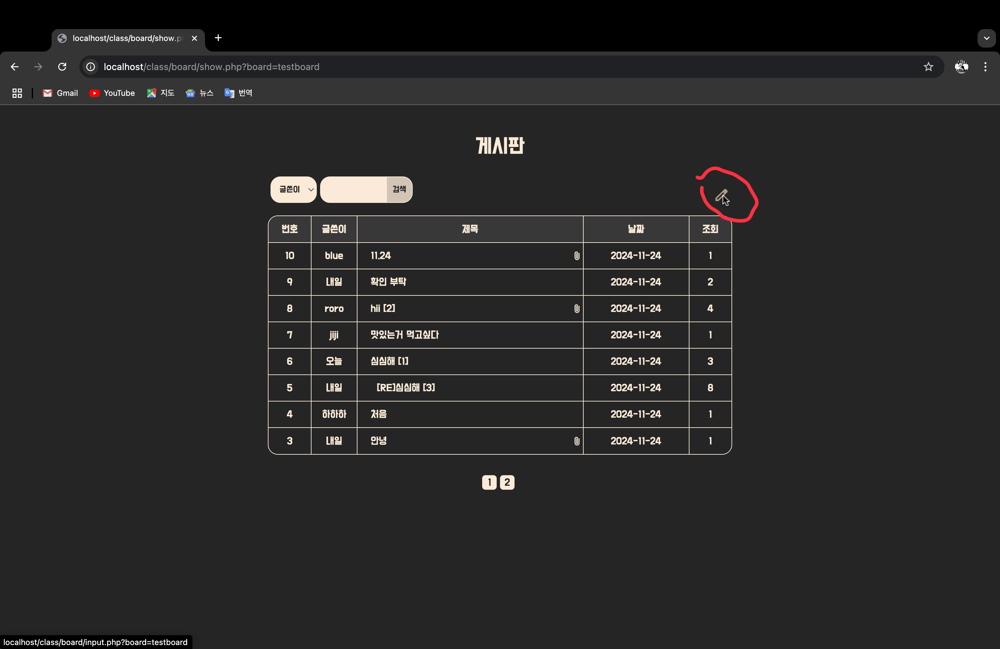 localhost/class/board/show.p
localhost/class/board/show.php?board=testboard
Gmail YouTube 지도 뉴스 번역
게시판
글쓴이 검색
번호 글쓴이 제목 날짜 조회
10 blue 11.24 2024-11-24 1
9 내일 확인 부탁 2024-11-24 2
8 roro hii [2] 2024-11-24 4
7 jiji 맛있는거 먹고싶다 2024-11-24 1
6 오늘 심심해 [1] 2024-11-24 3
5 내일 [RE]심심해 [3] 2024-11-24 8
4 하하하 처음 2024-11-24 1
3 내일 안녕 2024-11-24 1
1 2
localhost/class/board/input.php?board=testboard